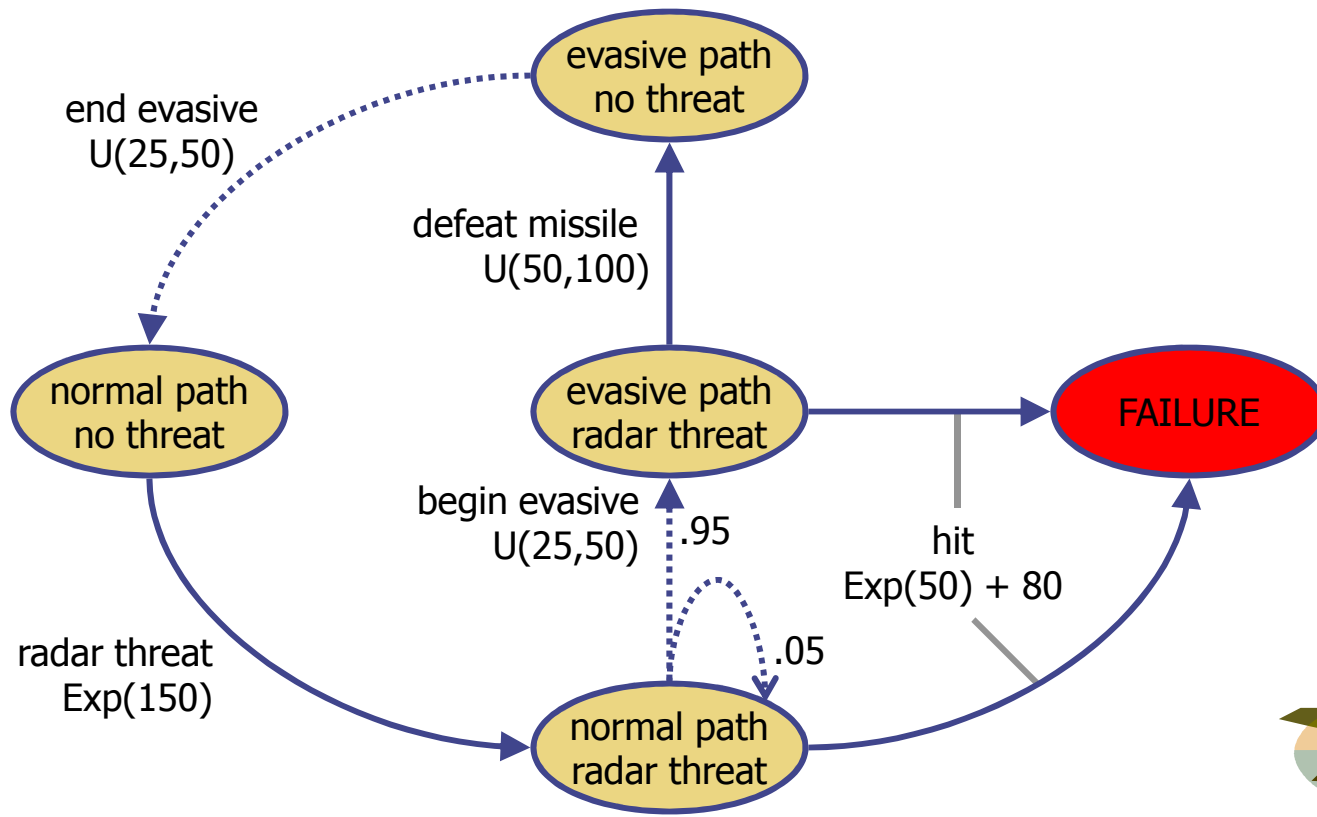 evasive path
no threat
end evasive
U(25,50)
defeat missile
U(50,100)
normal path
no threat
evasive path
radar threat
FAILURE
begin evasive
U(25,50)
.95
hit
Exp(50) + 80
.05
radar threat
Exp(150)
normal path
radar threat